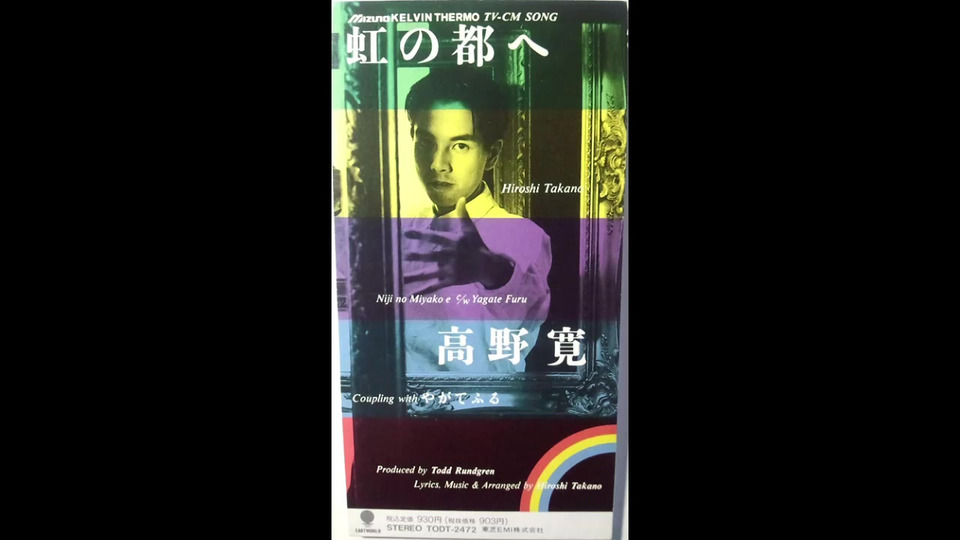 Mizuno KELVIN THERMO TV-CM SONG
虹の都へ
Hiroshi Takano
Niji no Miyako e c/w Yagate Furu
高野寛
Coupling with やがてふる
Produced by Todd Rundgren
Lyrics, Music & Arranged by Hiroshi Takano
EASTWORLD
税込定価 930円(税抜価格 903円)
STEREO TODT-2472 東芝EMI株式会社